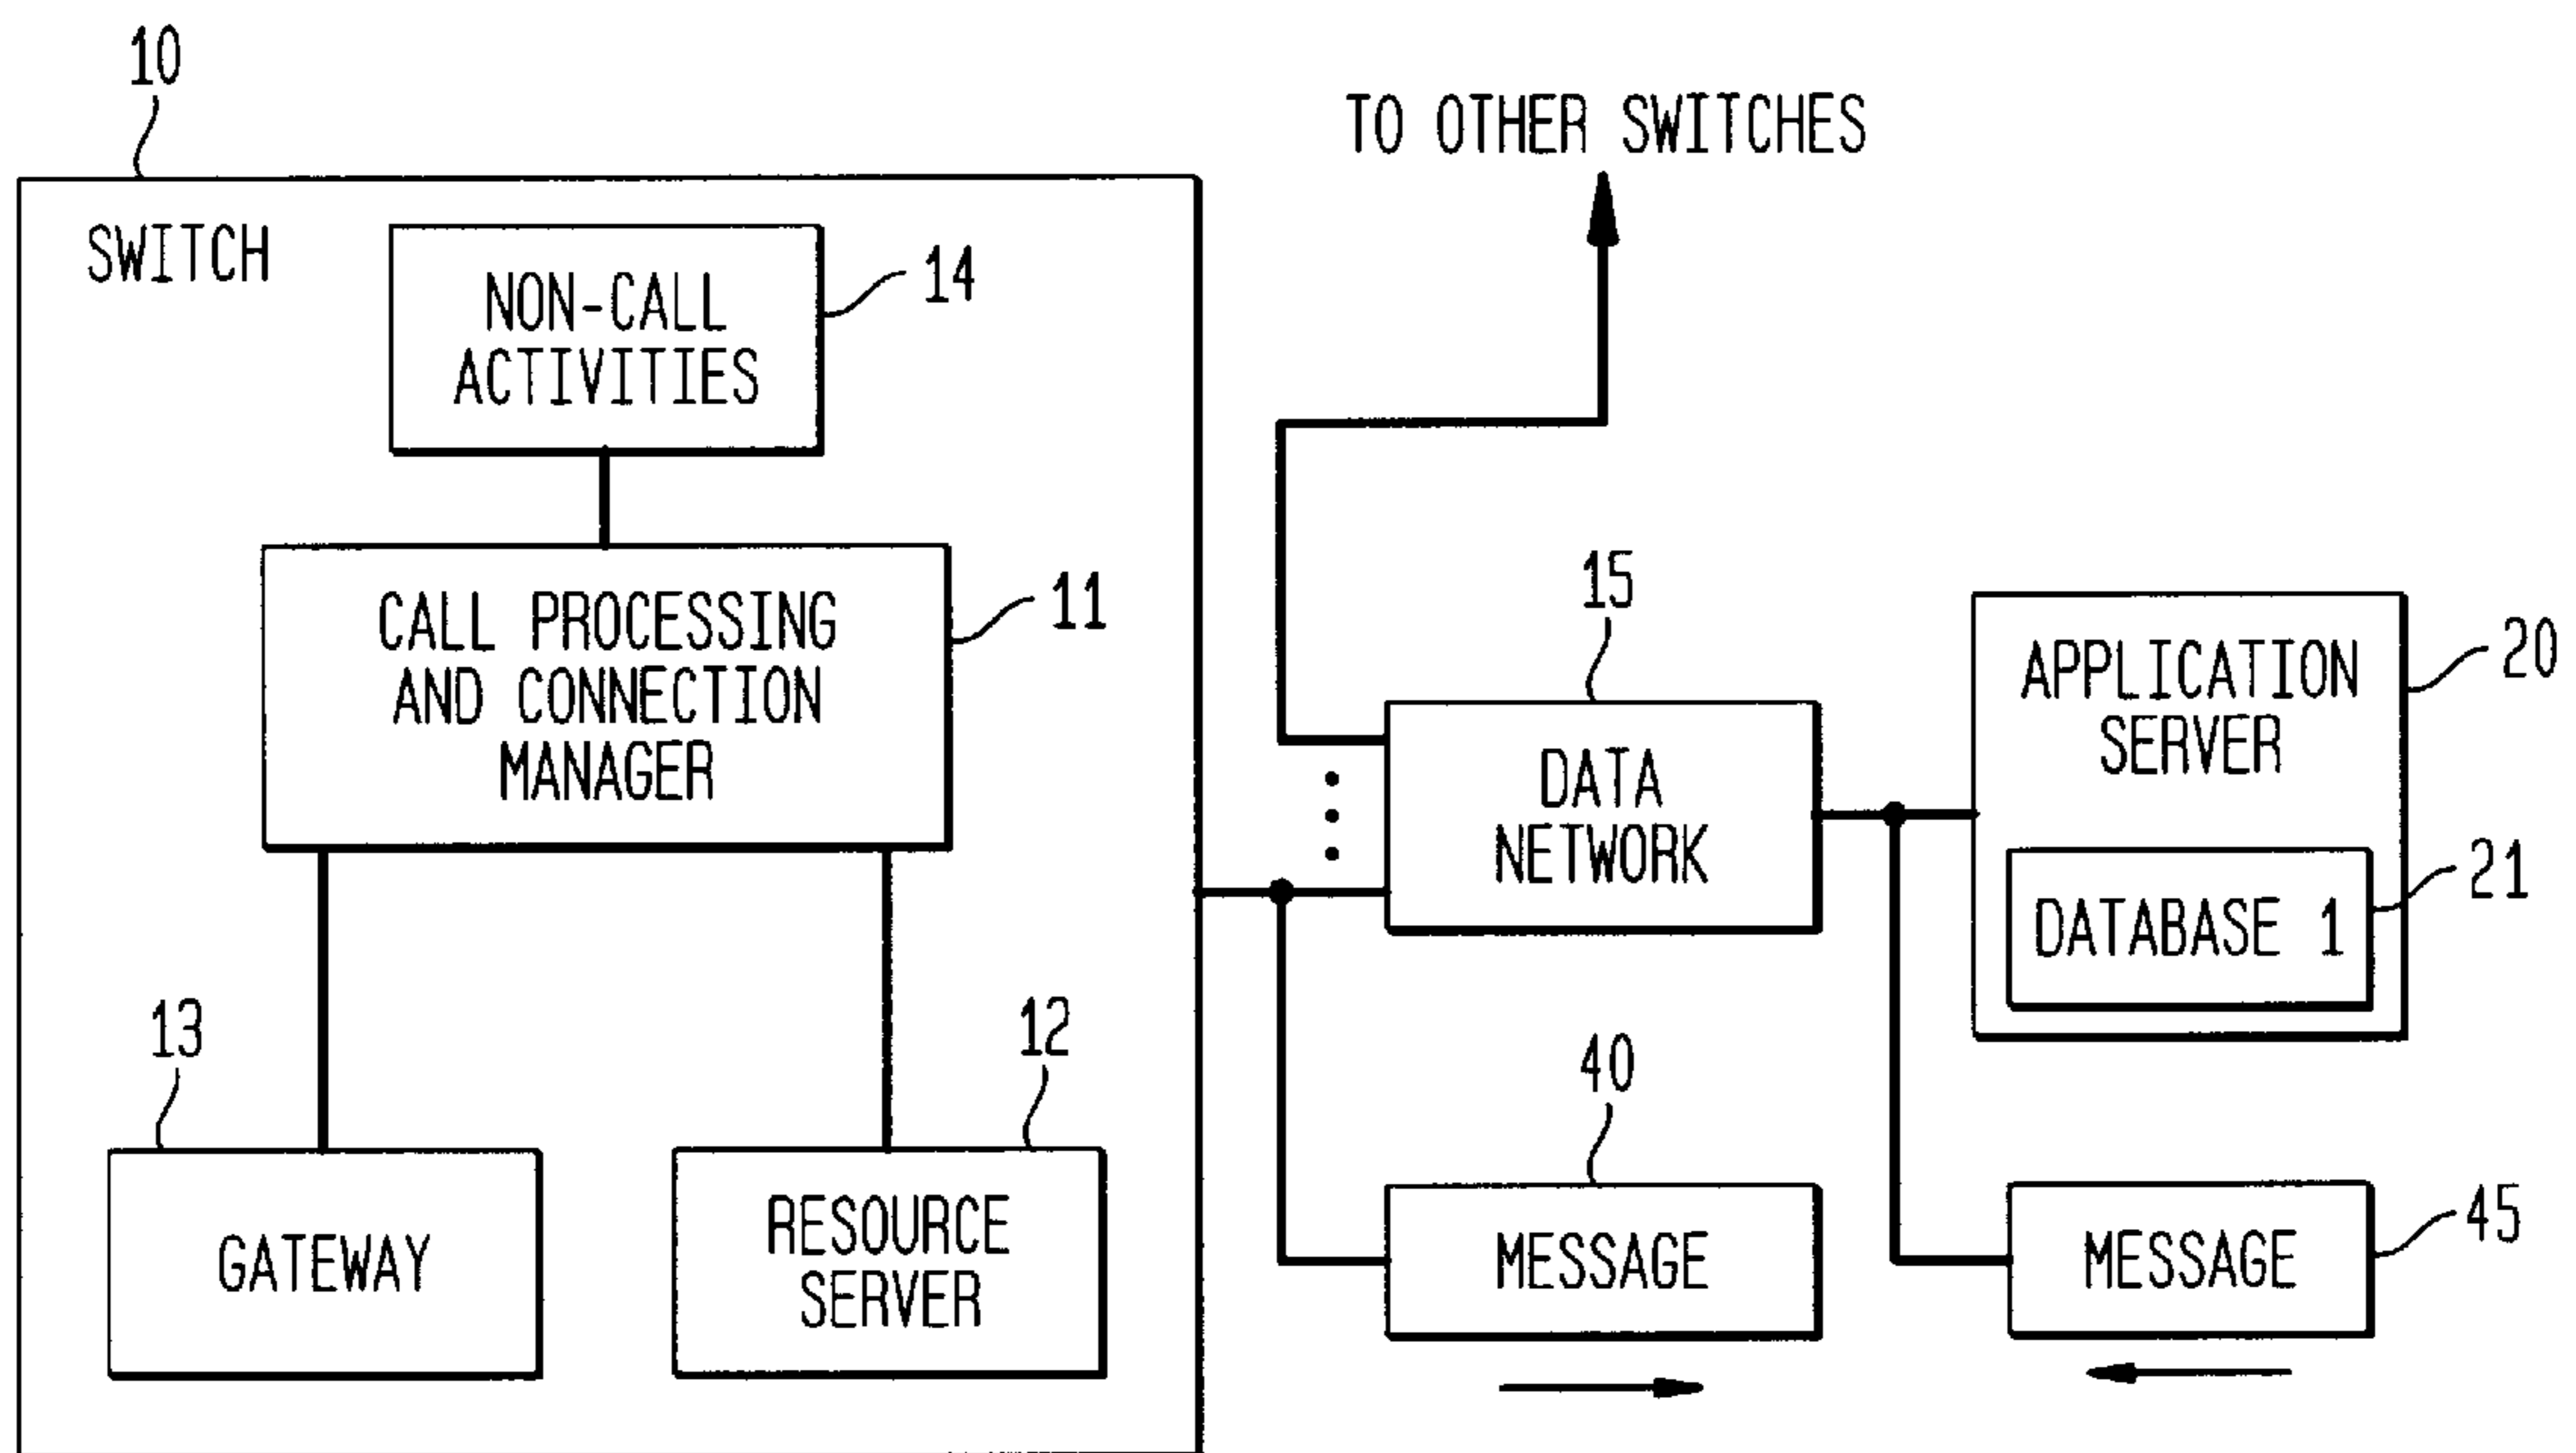 10
TO OTHER SWITCHES
SWITCH
14
NON-CALL
ACTIVITIES
11
CALL PROCESSING
AND CONNECTION
MANAGER
15
DATA
NETWORK
20
APPLICATION
SERVER
21
DATABASE 1
13
GATEWAY
12
RESOURCE
SERVER
40
MESSAGE
45
MESSAGE